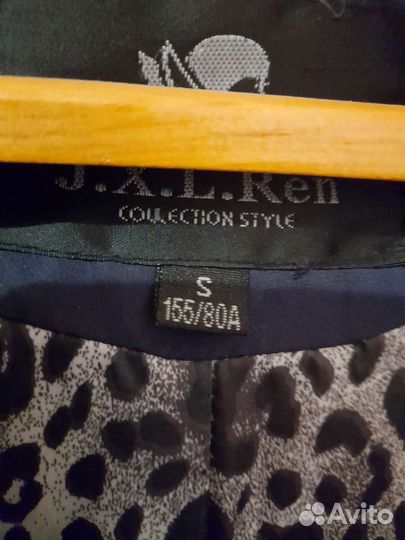 J.X.L.Ren
COLLECTION STYLE
S
155/80A
Avito